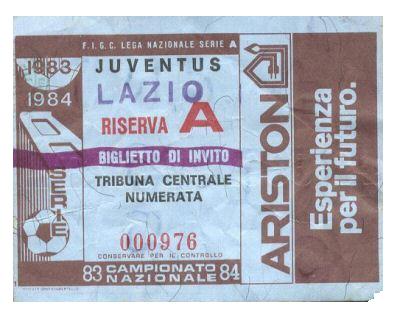 F.I.G.C. LEGA NAZIONALE SERIE A
1983
1984
JUVENTUS
LAZIO
RISERVA A
BIGLIETTO DI INVITO
TRIBUNA CENTRALE
NUMERATA
000976
CONSERVARE PER IL CONTROLLO
83 CAMPIONATO NAZIONALE 84
SERIE A
ARISTON
Esperienza
per il futuro.